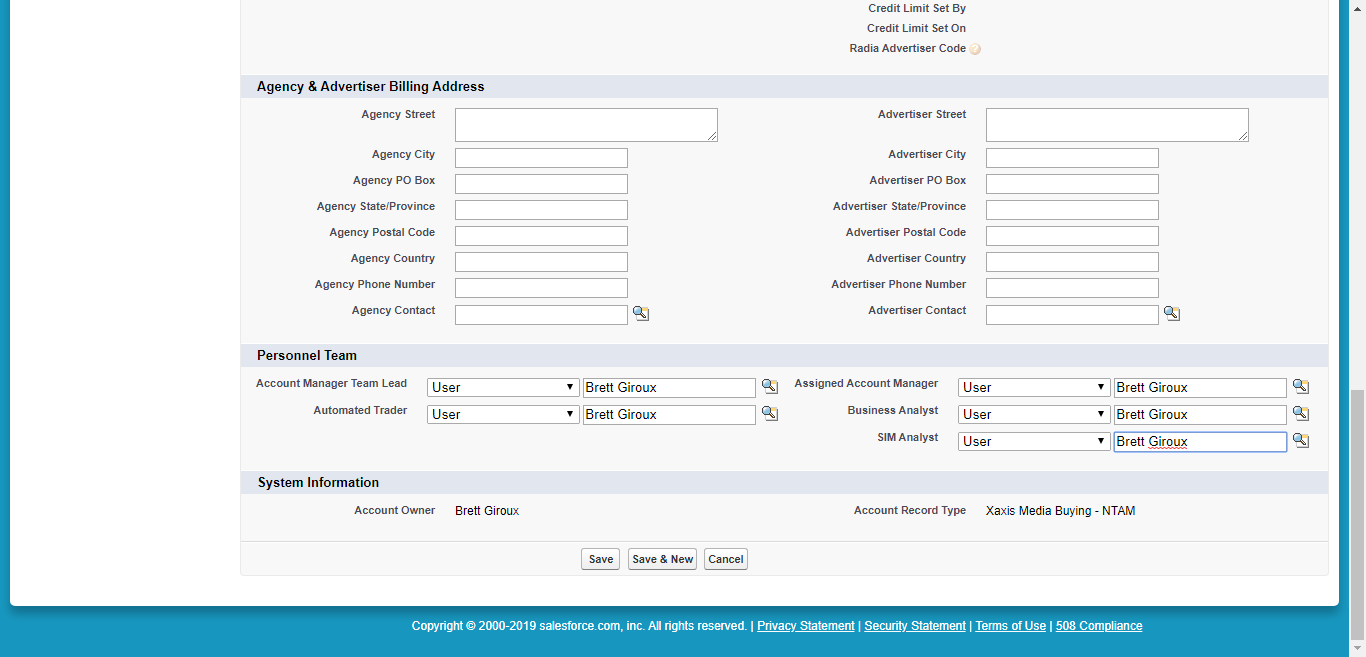 Credit Limit Set By
Credit Limit Set On
Radia Advertiser Code ?
Agency & Advertiser Billing Address
Agency Street
Advertiser Street
Agency City
Advertiser City
Agency PO Box
Advertiser PO Box
Agency State/Province
Advertiser State/Province
Agency Postal Code
Advertiser Postal Code
Agency Country
Advertiser Country
Agency Phone Number
Advertiser Phone Number
Agency Contact
Advertiser Contact
Personnel Team
Account Manager Team Lead User Brett Giroux Assigned Account Manager User Brett Giroux
Automated Trader User Brett Giroux Business Analyst User Brett Giroux
SIM Analyst User Brett Giroux
System Information
Account Owner Brett Giroux Account Record Type Xaxis Media Buying - NTAM
Save Save & New Cancel
Copyright © 2000-2019 salesforce.com, inc. All rights reserved. | Privacy Statement | Security Statement | Terms of Use | 508 Compliance